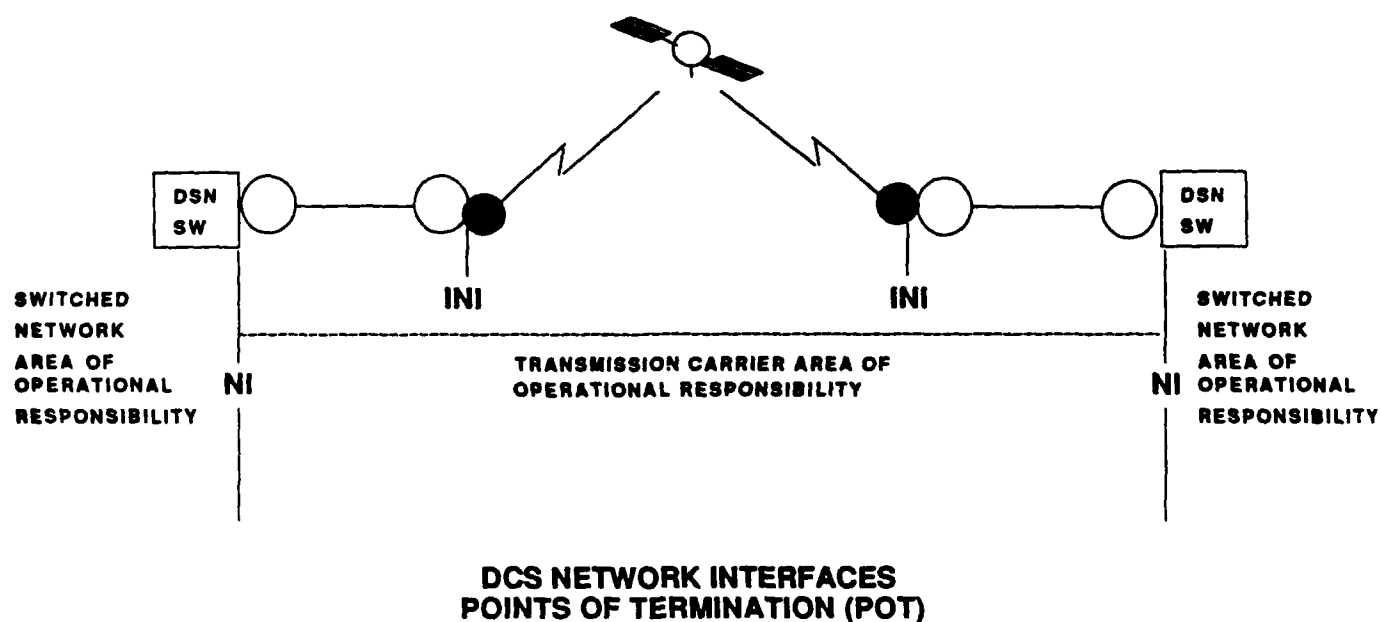 DSN
SW
DSN
SW
INI
INI
SWITCHED
NETWORK
AREA OF
OPERATIONAL
RESPONSIBILITY
NI
TRANSMISSION CARRIER AREA OF
OPERATIONAL RESPONSIBILITY
NI
SWITCHED
NETWORK
AREA OF
OPERATIONAL
RESPONSIBILITY
DCS NETWORK INTERFACES
POINTS OF TERMINATION (POT)